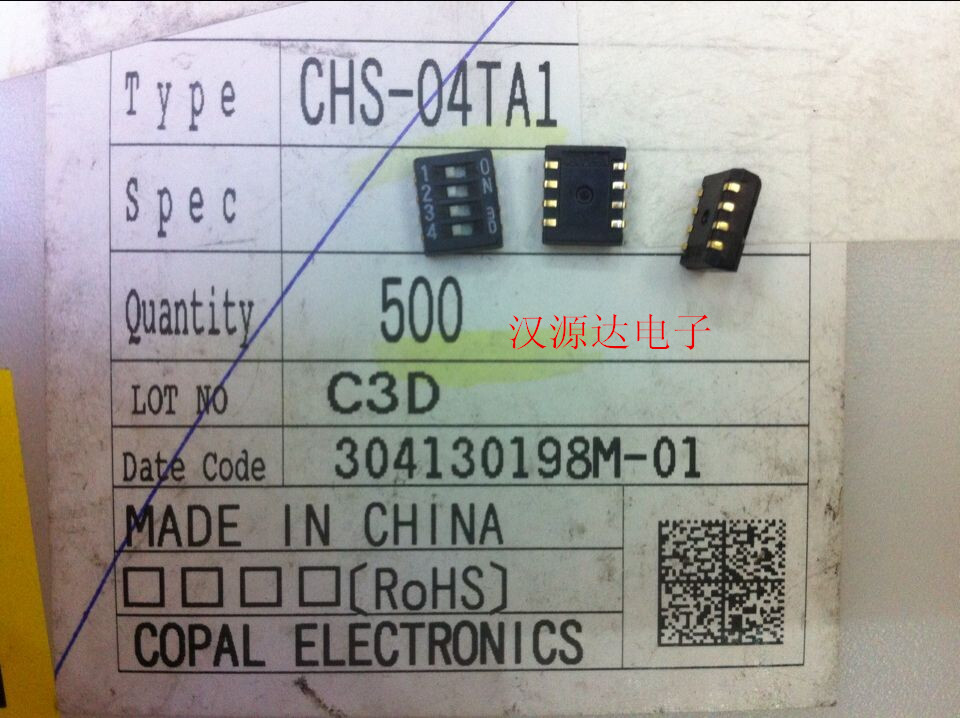 Type CHS-04TA1
Spec
1 O
2 N
3 3
4 D
Quantity 500
汉源达电子
LOT NO C3D
Date Code 304130198M-01
MADE IN CHINA
□□□□[RoHS]
COPAL ELECTRONICS